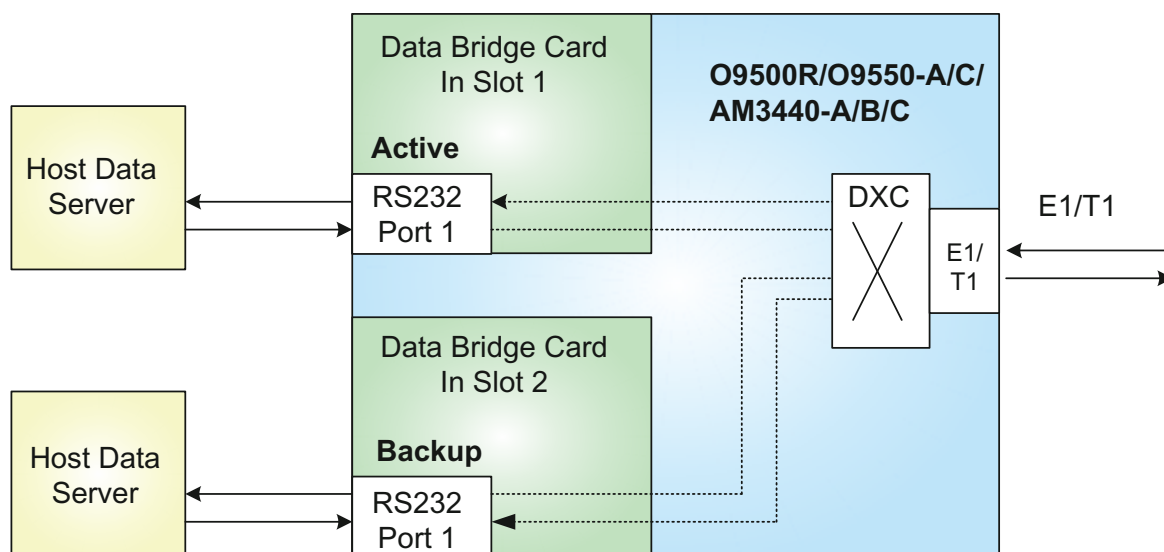 Data Bridge Card
In Slot 1
O9500R/O9550-A/C/
AM3440-A/B/C
Active
Host Data
Server
RS232
Port 1
DXC
E1/
T1
E1/T1
Data Bridge Card
In Slot 2
Backup
Host Data
Server
RS232
Port 1